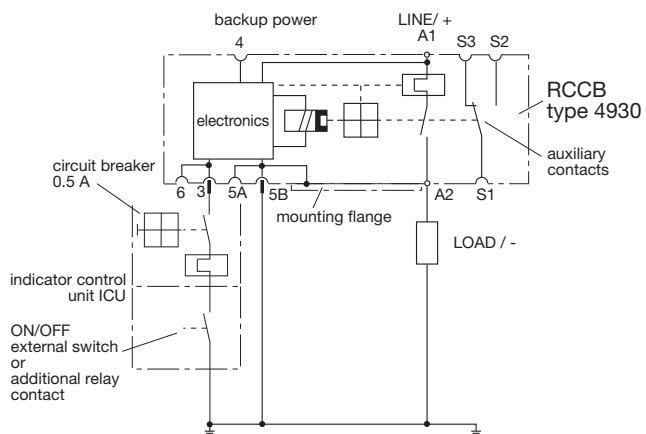 backup power
4
LINE/ +
A1
S3
S2
RCCB
type 4930
electronics
auxiliary
contacts
circuit breaker
0.5 A
6
3
5A
5B
A2
S1
mounting flange
LOAD / -
indicator control
unit ICU
ON/OFF
external switch
or
additional relay
contact